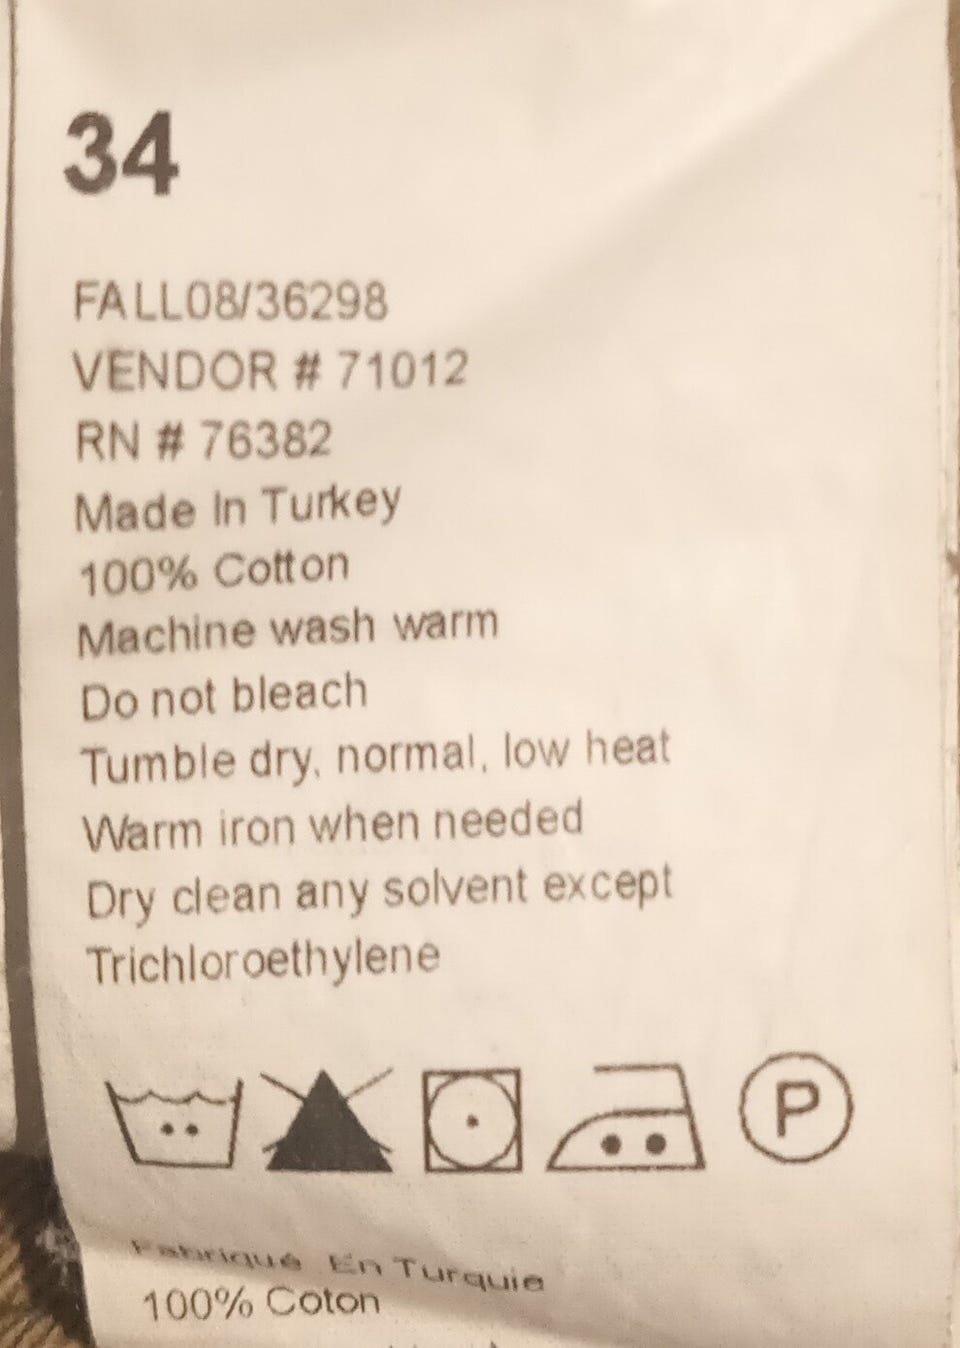 34
FALL08/36298
VENDOR # 71012
RN # 76382
Made In Turkey
100% Cotton
Machine wash warm
Do not bleach
Tumble dry, normal, low heat
Warm iron when needed
Dry clean any solvent except
Trichloroethylene
P
Fabriqué En Turquie
100% Coton